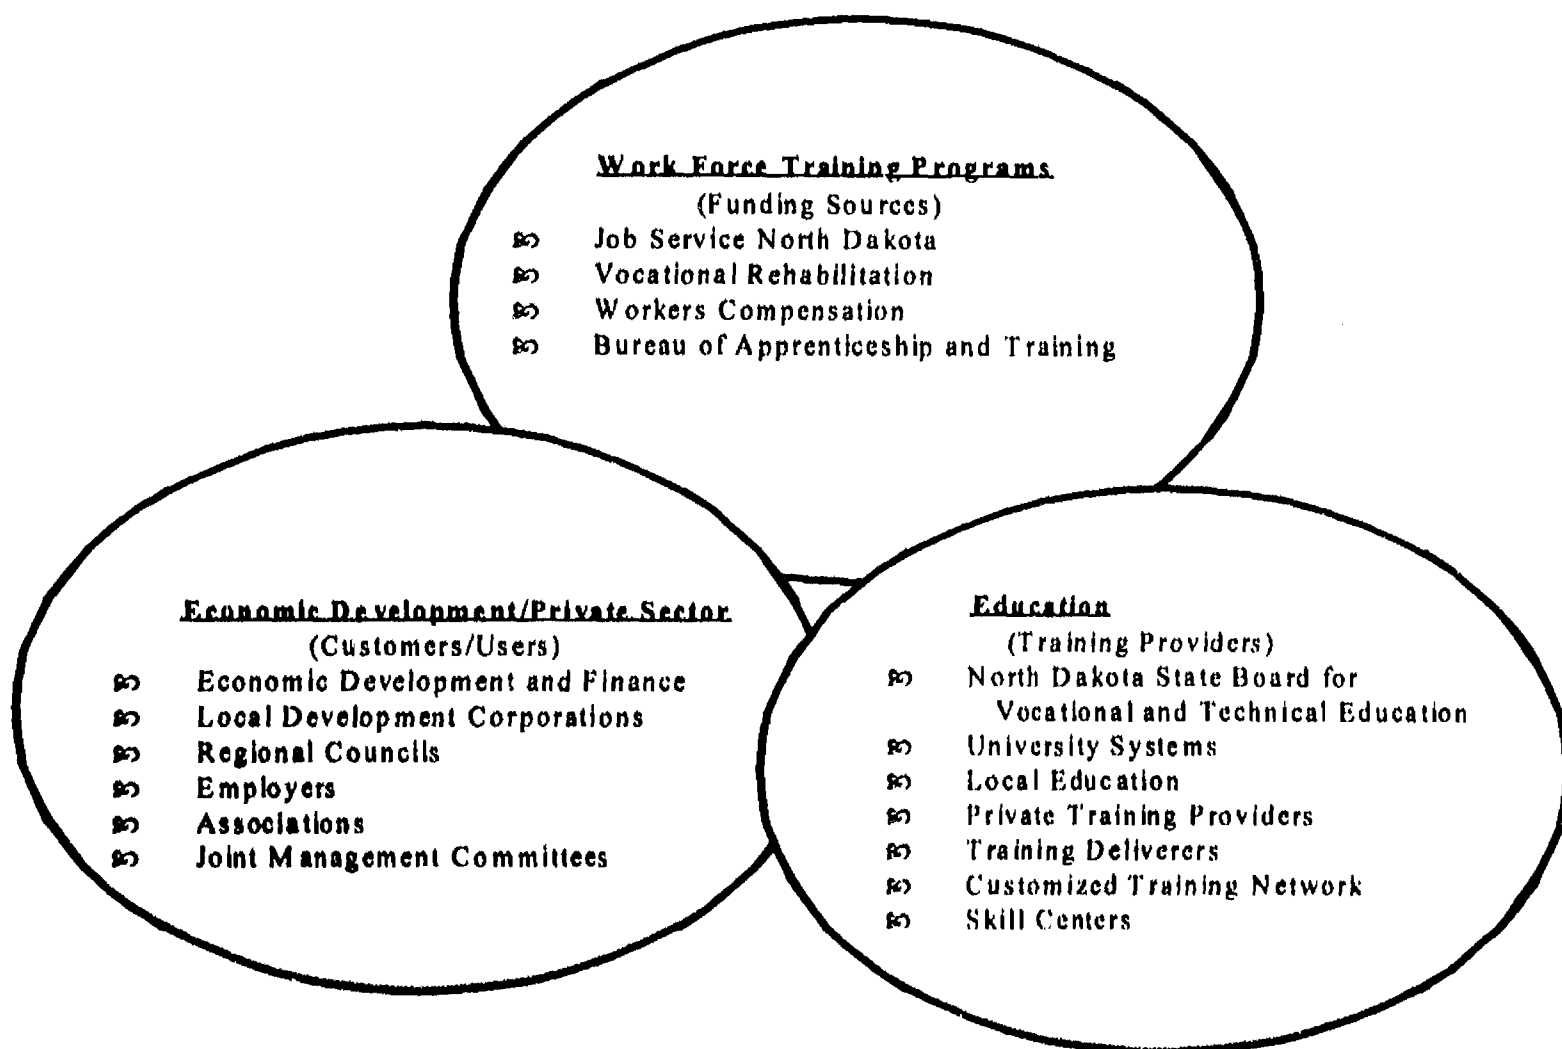 Work Force Training Programs
(Funding Sources)
Job Service North Dakota
Vocational Rehabilitation
Workers Compensation
Bureau of Apprenticeship and Training
Economic Development/Private Sector
(Customers/Users)
Economic Development and Finance
Local Development Corporations
Regional Councils
Employers
Associations
Joint Management Committees
Education
(Training Providers)
North Dakota State Board for
Vocational and Technical Education
University Systems
Local Education
Private Training Providers
Training Deliverers
Customized Training Network
Skill Centers